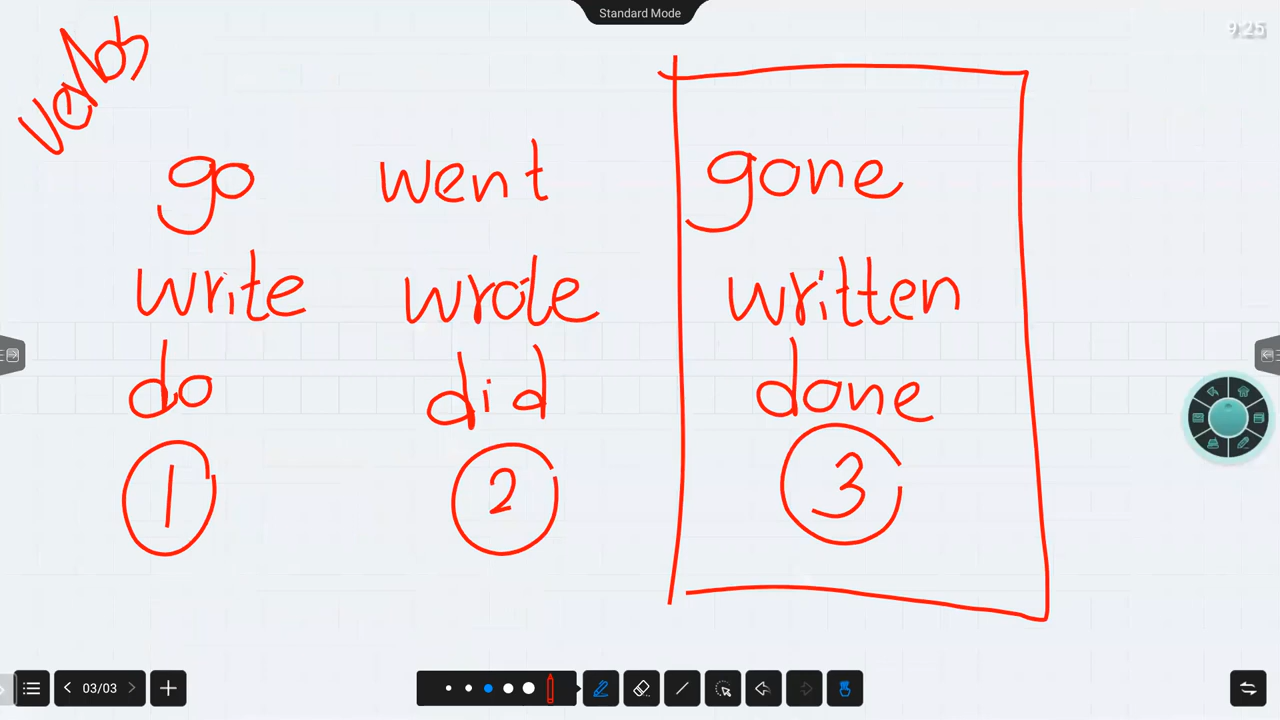 Standard Mode
9:25
verbs
go went gone
write wrote written
do did done
1 2 3
03/03